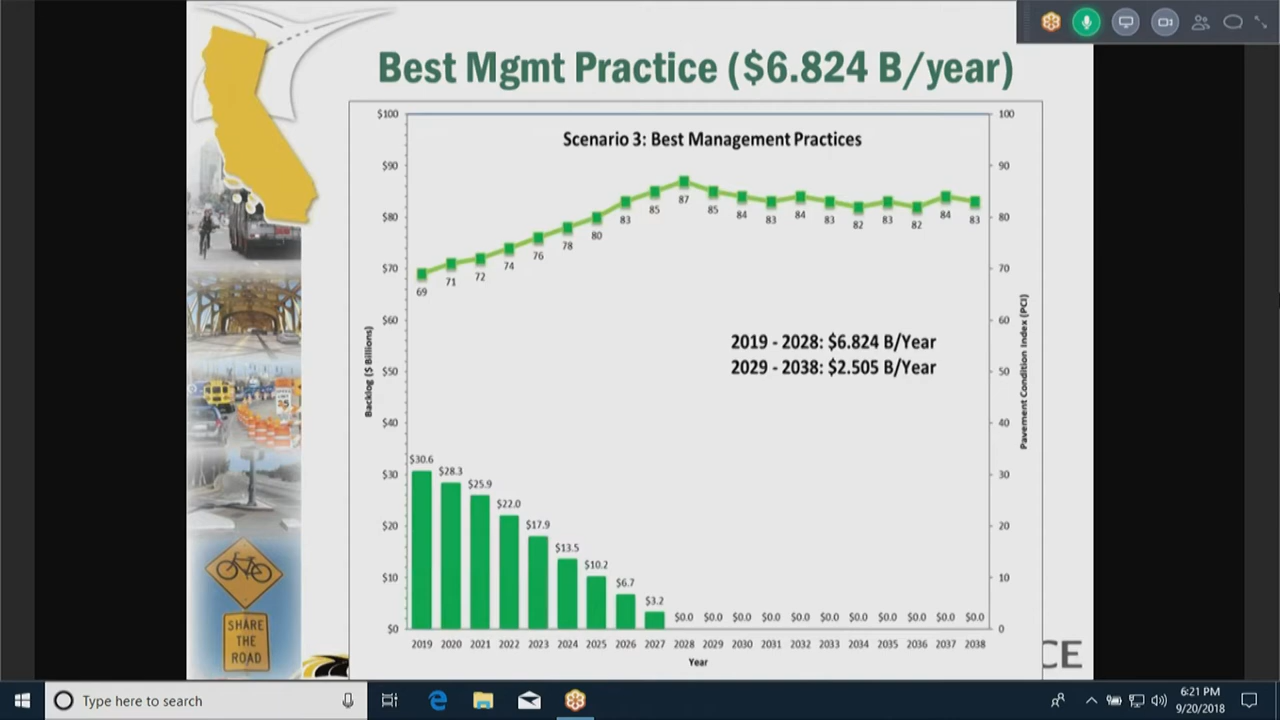 Best Mgmt Practice ($6.824 B/year)
Scenario 3: Best Management Practices
$100
$90
$80
$70
$60
$50
$40
$30
$20
$10
$0
Backlog ($ Billions)
100
90
80
70
60
50
40
30
20
10
0
Pavement Condition Index (PCI)
69 71 72 74 76 78 80 83 85 87 85 84 83 84 83 82 83 82 84 83
2019 - 2028: $6.824 B/Year
2029 - 2038: $2.505 B/Year
$30.6 $28.3 $25.9 $22.0 $17.9 $13.5 $10.2 $6.7 $3.2 $0.0 $0.0 $0.0 $0.0 $0.0 $0.0 $0.0 $0.0 $0.0 $0.0 $0.0
2019 2020 2021 2022 2023 2024 2025 2026 2027 2028 2029 2030 2031 2032 2033 2034 2035 2036 2037 2038
Year
25
SHARE
THE
ROAD
CE
Type here to search
6:21 PM
9/20/2018